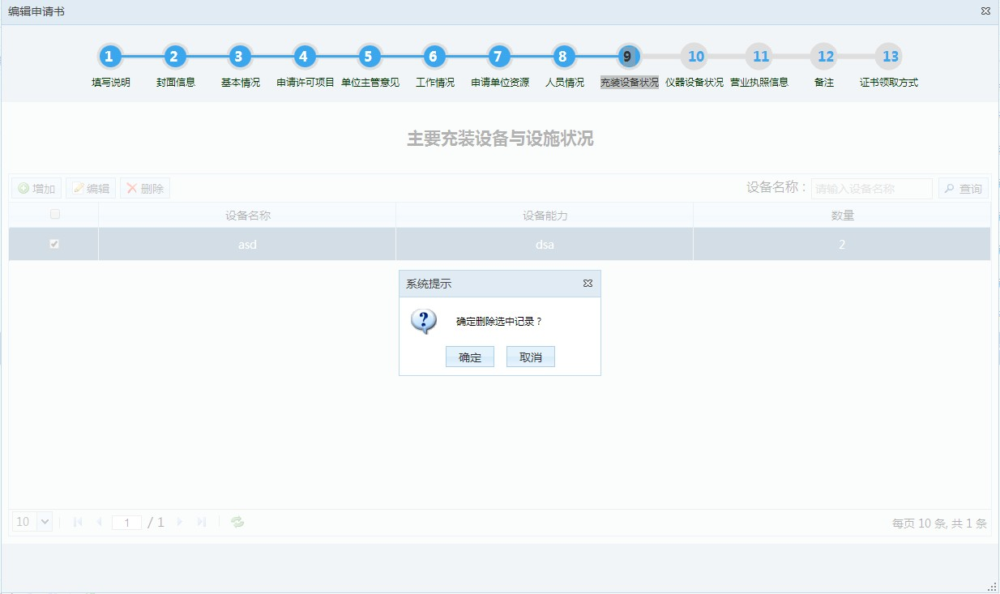 编辑申请书
1 2 3 4 5 6 7 8 9 10 11 12 13
填写说明 封面信息 基本情况 申请许可项目 单位主管意见 工作情况 申请单位资源 人员情况 充装设备状况 仪器设备状况 营业执照信息 备注 证书领取方式
主要充装设备与设施状况
增加 编辑 删除 设备名称： 请输入设备名称 查询
设备名称 设备能力 数量
asd dsa 2
系统提示
确定删除选中记录？
确定 取消
10 1 / 1 每页 10 条, 共 1 条